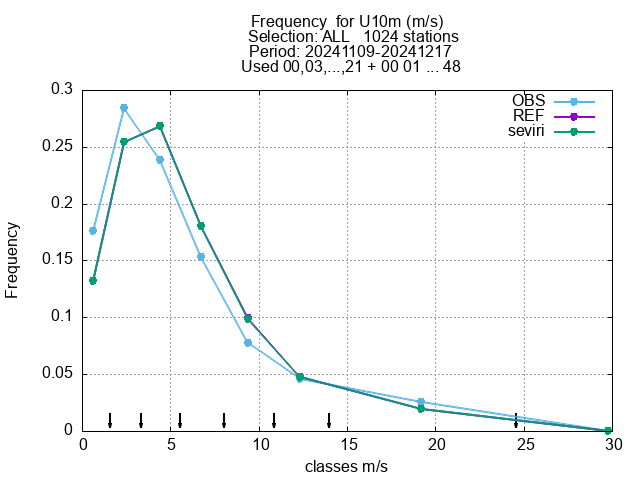 Frequency  for U10m (m/s)
Selection: ALL   1024 stations
Period: 20241109-20241217
Used 00,03,...,21 + 00 01 ... 48
OBS
REF
seviri
0.3
0.25
0.2
0.15
0.1
0.05
0
Frequency
0 5 10 15 20 25 30
classes m/s